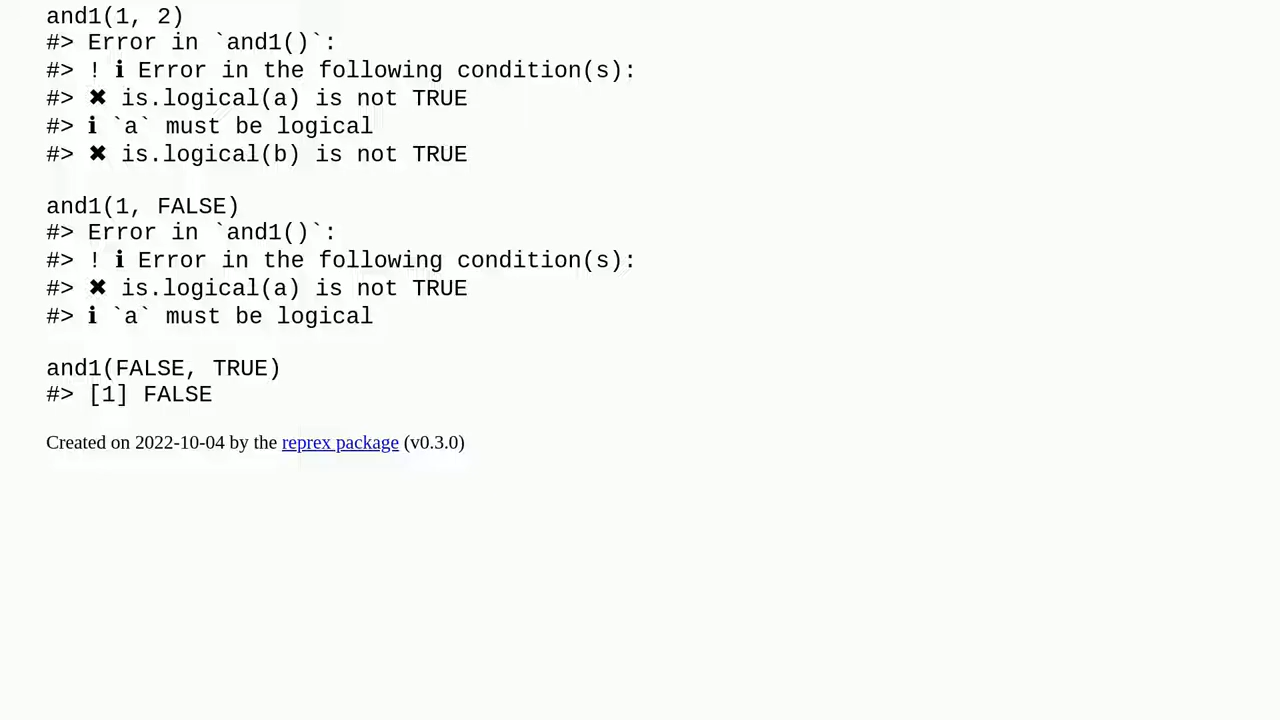 and1(1, 2)
#> Error in `and1()`:
#> ! ℹ Error in the following condition(s):
#> ✖ is.logical(a) is not TRUE
#> ℹ `a` must be logical
#> ✖ is.logical(b) is not TRUE
and1(1, FALSE)
#> Error in `and1()`:
#> ! ℹ Error in the following condition(s):
#> ✖ is.logical(a) is not TRUE
#> ℹ `a` must be logical
and1(FALSE, TRUE)
#> [1] FALSE
Created on 2022-10-04 by the reprex package (v0.3.0)